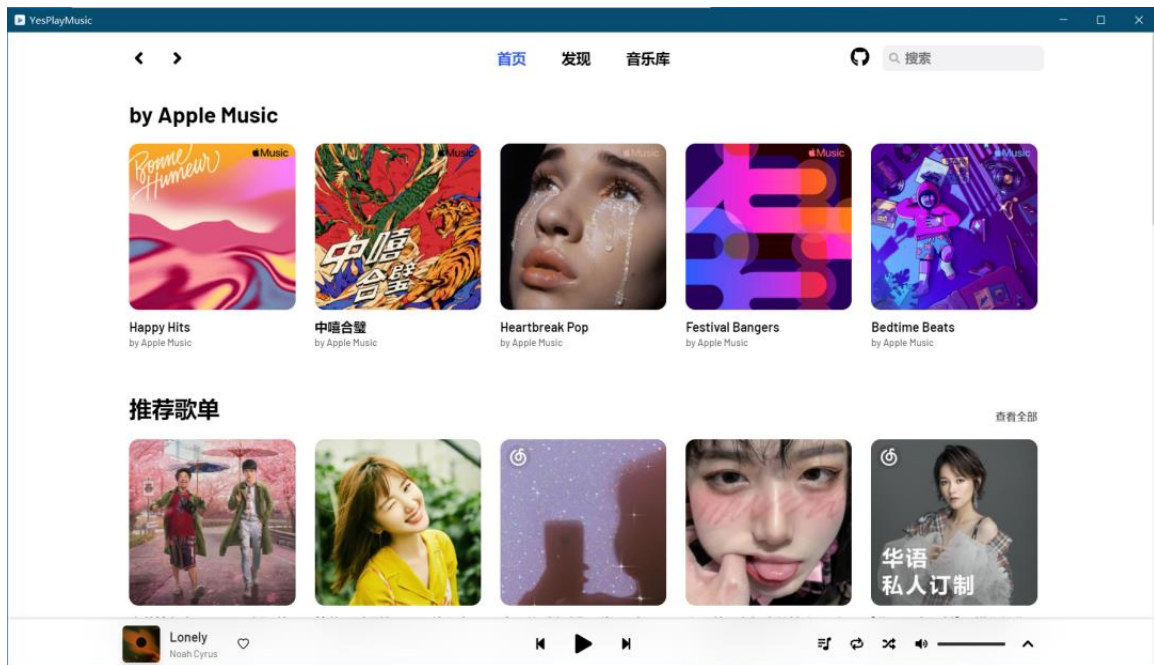 YesPlayMusic
首页 发现 音乐库 搜索
by Apple Music
Bonne
Humeur
Music
Music
中嘻
合璧
Music
Music
Music
Happy Hits
by Apple Music
中嘻合璧
by Apple Music
Heartbreak Pop
by Apple Music
Festival Bangers
by Apple Music
Bedtime Beats
by Apple Music
推荐歌单
查看全部
华语
私人订制
Lonely
Noah Cyrus